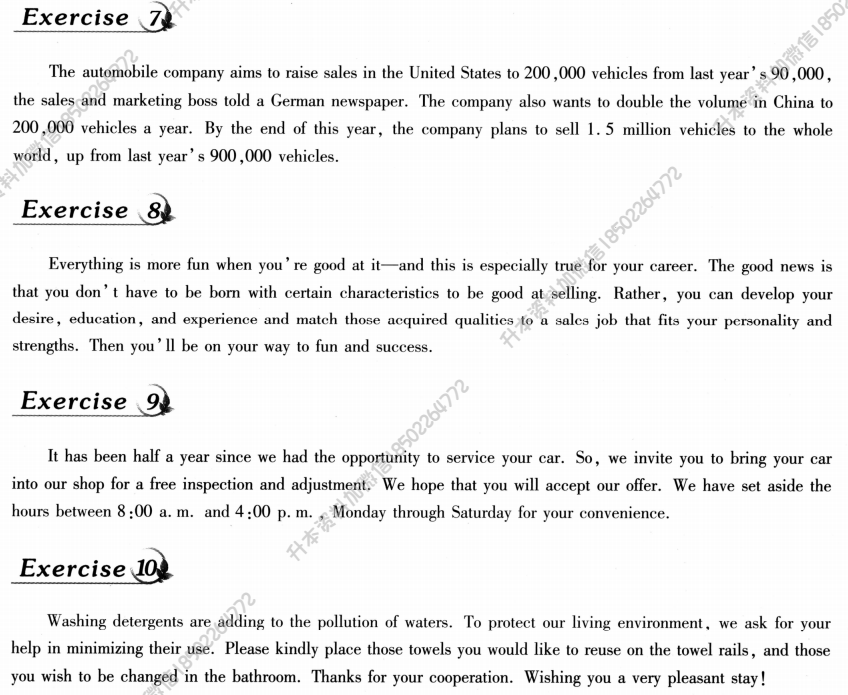 Exercise 7
The automobile company aims to raise sales in the United States to 200,000 vehicles from last year's 90,000,
the sales and marketing boss told a German newspaper. The company also wants to double the volume in China to
200,000 vehicles a year. By the end of this year, the company plans to sell 1.5 million vehicles to the whole
world, up from last year's 900,000 vehicles.
Exercise 8
Everything is more fun when you're good at it—and this is especially true for your career. The good news is
that you don't have to be born with certain characteristics to be good at selling. Rather, you can develop your
desire, education, and experience and match those acquired qualities to a sales job that fits your personality and
strengths. Then you'll be on your way to fun and success.
Exercise 9
It has been half a year since we had the opportunity to service your car. So, we invite you to bring your car
into our shop for a free inspection and adjustment. We hope that you will accept our offer. We have set aside the
hours between 8:00 a.m. and 4:00 p.m., Monday through Saturday for your convenience.
Exercise 10
Washing detergents are adding to the pollution of waters. To protect our living environment, we ask for your
help in minimizing their use. Please kindly place those towels you would like to reuse on the towel rails, and those
you wish to be changed in the bathroom. Thanks for your cooperation. Wishing you a very pleasant stay!
升本资料加微信18502264772